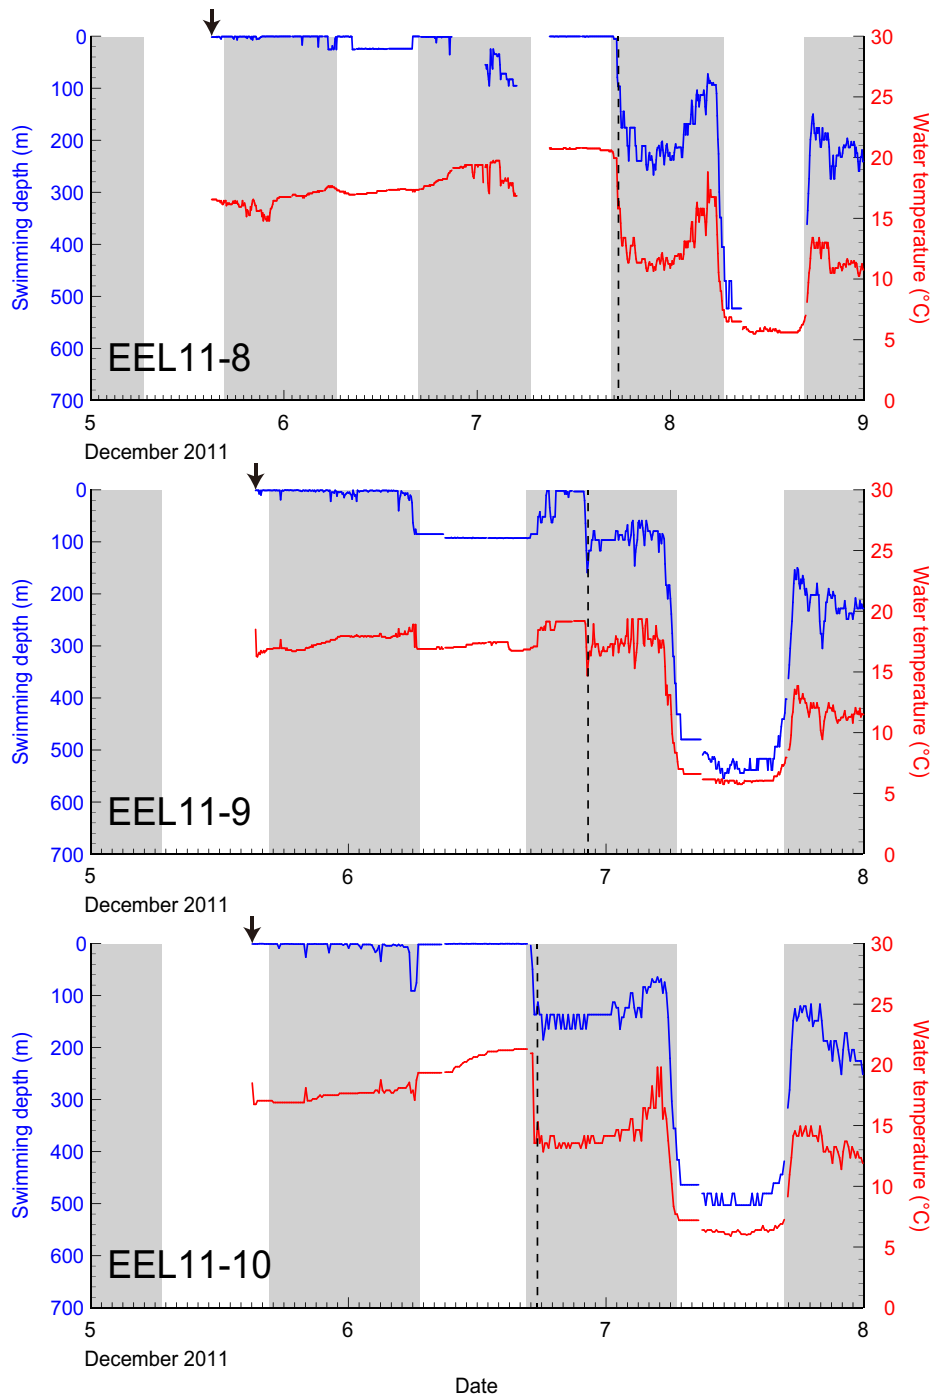 0
100
200
300
400
500
600
700
Swimming depth (m)
30
25
20
15
10
5
0
Water temperature (°C)
EEL11-8
5 6 7 8 9
December 2011
0
100
200
300
400
500
600
700
Swimming depth (m)
30
25
20
15
10
5
0
Water temperature (°C)
EEL11-9
5 6 7 8
December 2011
0
100
200
300
400
500
600
700
Swimming depth (m)
30
25
20
15
10
5
0
Water temperature (°C)
EEL11-10
5 6 7 8
December 2011
Date